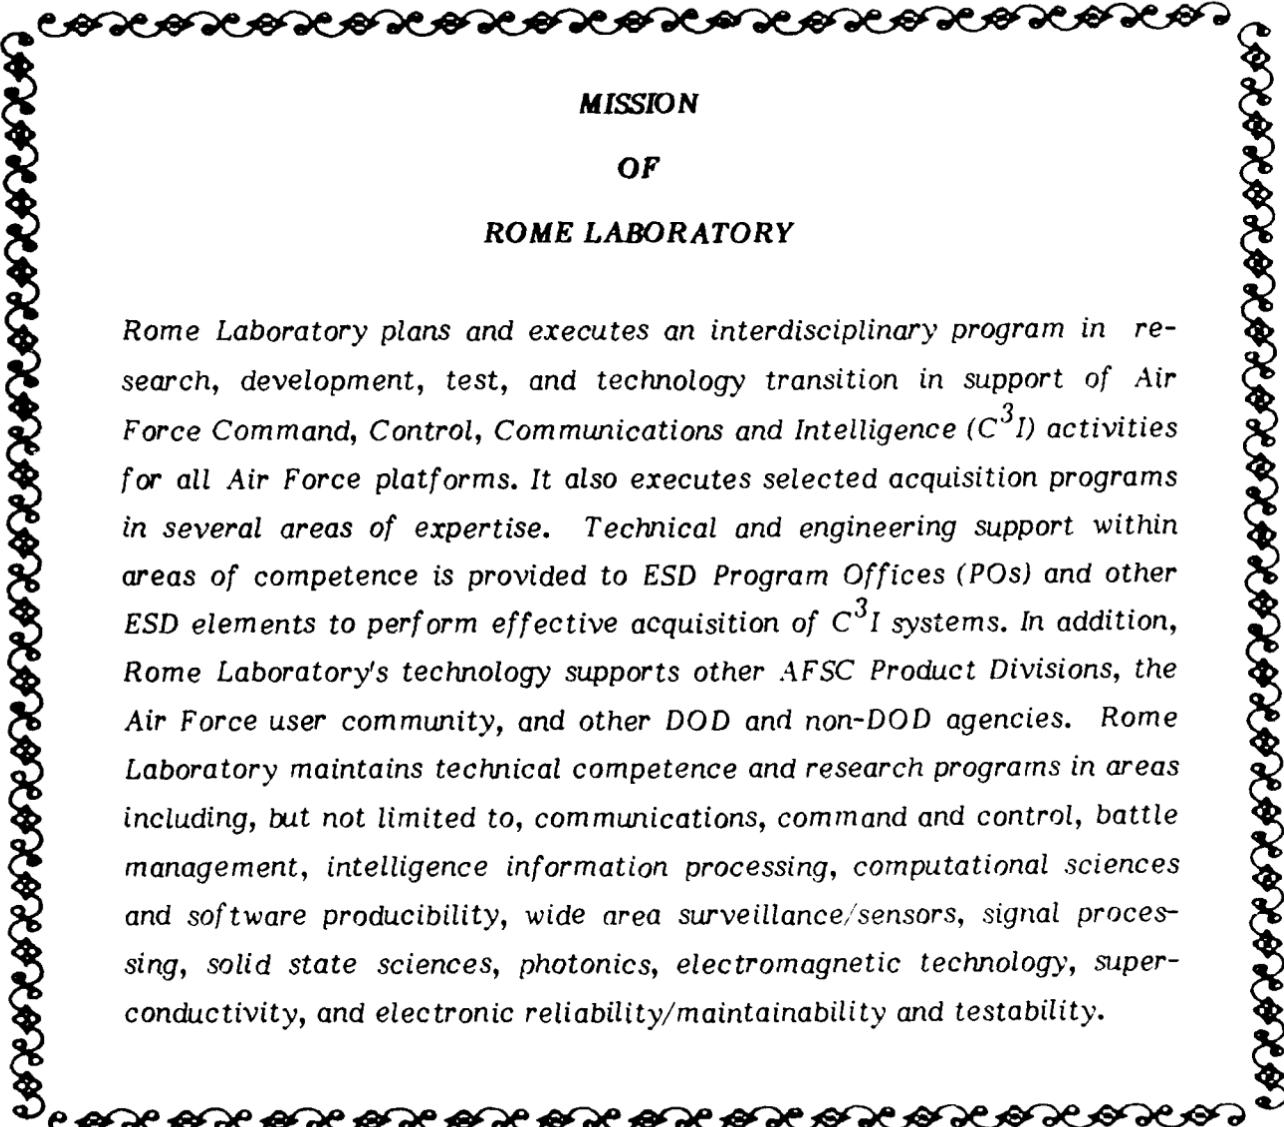 MISSION
OF
ROME LABORATORY
Rome Laboratory plans and executes an interdisciplinary program in re-
search, development, test, and technology transition in support of Air
Force Command, Control, Communications and Intelligence (C³I) activities
for all Air Force platforms. It also executes selected acquisition programs
in several areas of expertise. Technical and engineering support within
areas of competence is provided to ESD Program Offices (POs) and other
ESD elements to perform effective acquisition of C³I systems. In addition,
Rome Laboratory's technology supports other AFSC Product Divisions, the
Air Force user community, and other DOD and non-DOD agencies. Rome
Laboratory maintains technical competence and research programs in areas
including, but not limited to, communications, command and control, battle
management, intelligence information processing, computational sciences
and software producibility, wide area surveillance/sensors, signal proces-
sing, solid state sciences, photonics, electromagnetic technology, super-
conductivity, and electronic reliability/maintainability and testability.